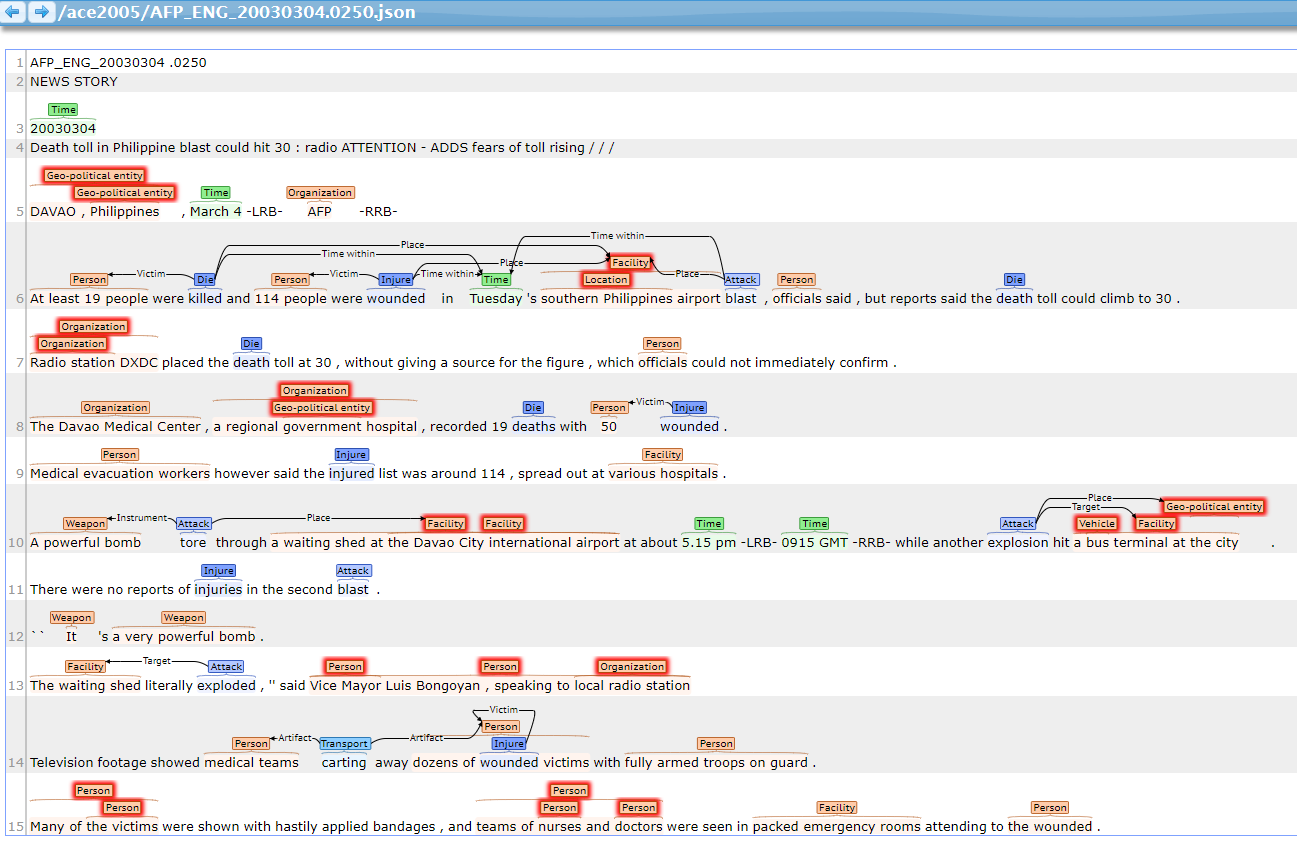 /ace2005/AFP_ENG_20030304.0250.json
1 AFP_ENG_20030304 .0250
2 NEWS STORY
Time
3 20030304
4 Death toll in Philippine blast could hit 30 : radio ATTENTION - ADDS fears of toll rising / / /
Geo-political entity
Geo-political entity Time Organization
5 DAVAO , Philippines , March 4 -LRB- AFP -RRB-
Time within
Place
Time within
Place Facility
Person Victim Die Person Victim Injure Time within Time Location Place Attack Person Die
6 At least 19 people were killed and 114 people were wounded in Tuesday 's southern Philippines airport blast , officials said , but reports said the death toll could climb to 30 .
Organization
Organization Die Person
7 Radio station DXDC placed the death toll at 30 , without giving a source for the figure , which officials could not immediately confirm .
Organization
Organization Geo-political entity Die Person Victim Injure
8 The Davao Medical Center , a regional government hospital , recorded 19 deaths with 50 wounded .
Person Injure Facility
9 Medical evacuation workers however said the injured list was around 114 , spread out at various hospitals .
Place
Target Geo-political entity
Weapon Instrument Attack Place Facility Facility Time Time Attack Vehicle Facility
10 A powerful bomb tore through a waiting shed at the Davao City international airport at about 5.15 pm -LRB- 0915 GMT -RRB- while another explosion hit a bus terminal at the city .
Injure Attack
11 There were no reports of injuries in the second blast .
Weapon Weapon
12 ` ` It 's a very powerful bomb .
Facility Target Attack Person Person Organization
13 The waiting shed literally exploded , '' said Vice Mayor Luis Bongoyan , speaking to local radio station
Victim
Person
Person Artifact Transport Artifact Injure Person
14 Television footage showed medical teams carting away dozens of wounded victims with fully armed troops on guard .
Person Person
Person Person Person Facility Person
15 Many of the victims were shown with hastily applied bandages , and teams of nurses and doctors were seen in packed emergency rooms attending to the wounded .